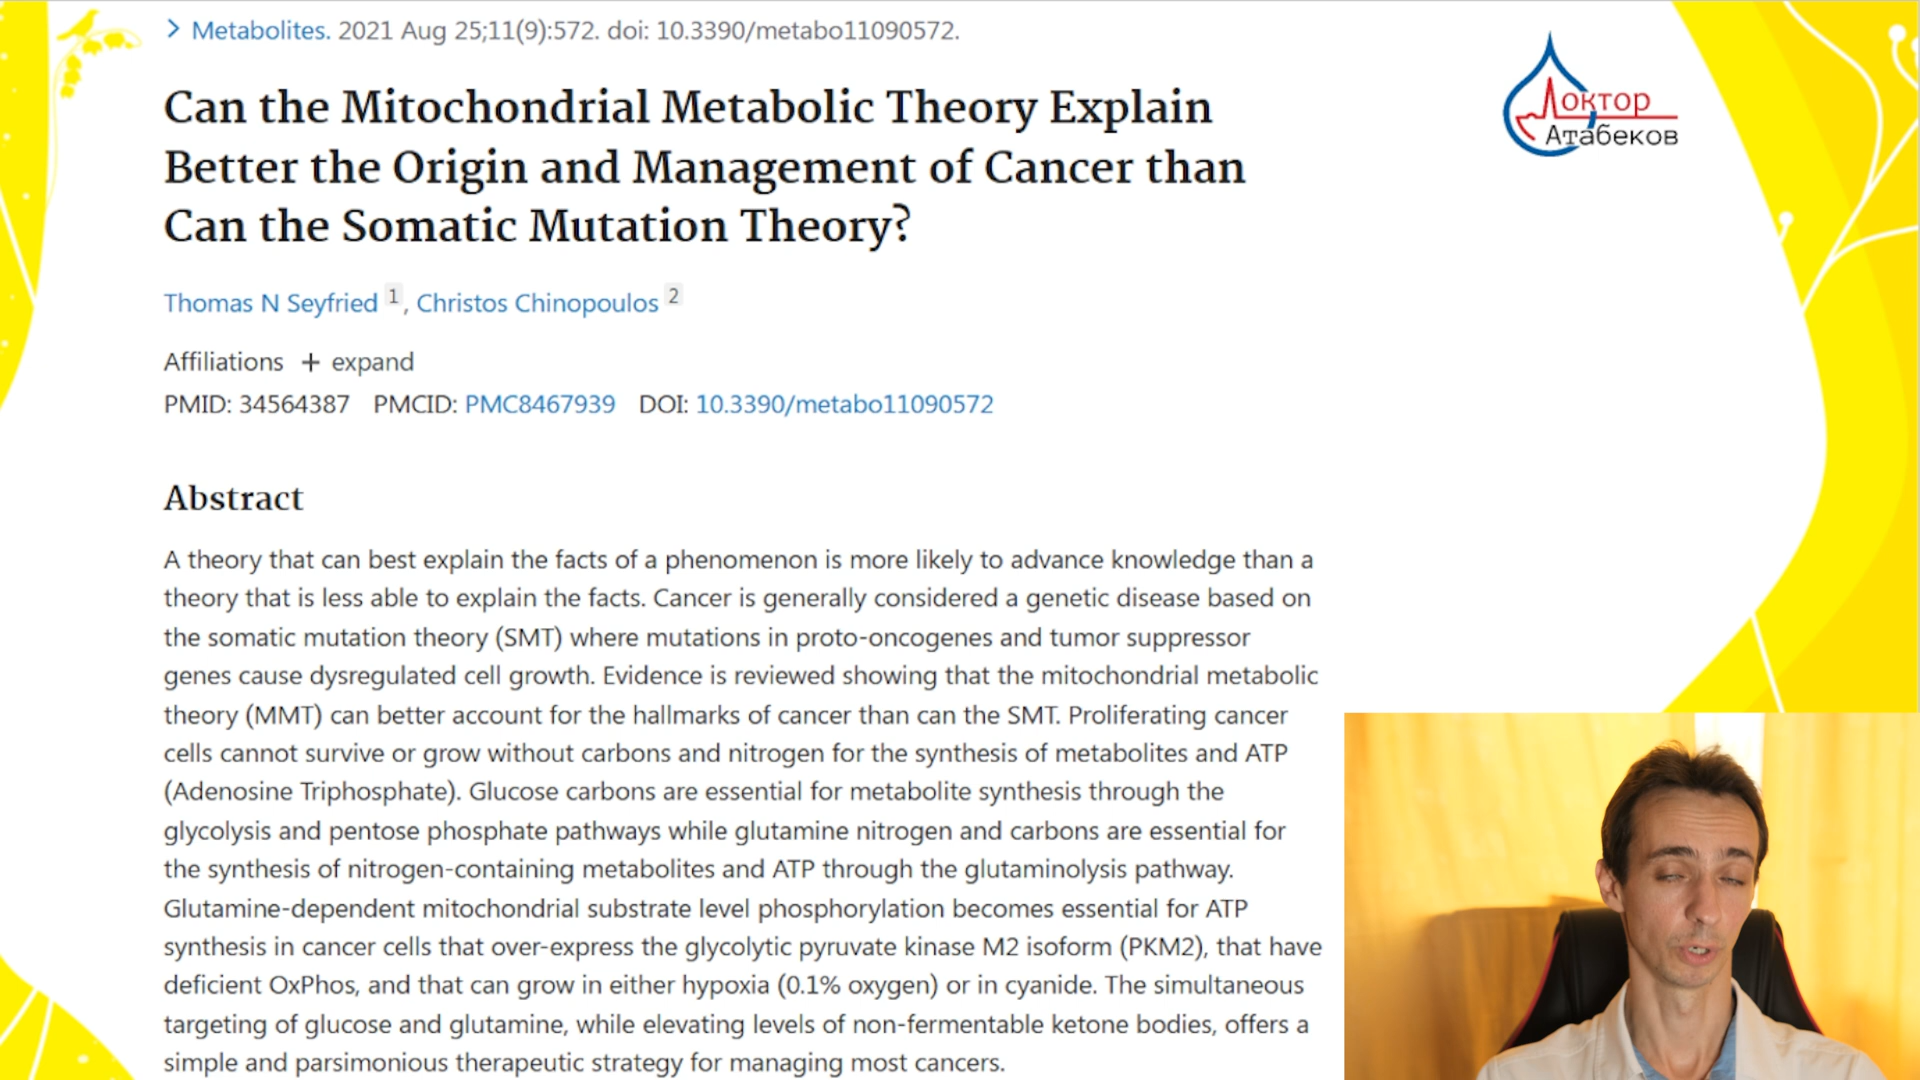 > Metabolites. 2021 Aug 25;11(9):572. doi: 10.3390/metabo11090572.
Can the Mitochondrial Metabolic Theory Explain
Better the Origin and Management of Cancer than
Can the Somatic Mutation Theory?
Thomas N Seyfried 1, Christos Chinopoulos 2
Affiliations + expand
PMID: 34564387 PMCID: PMC8467939 DOI: 10.3390/metabo11090572
Доктор
Атабеков
Abstract
A theory that can best explain the facts of a phenomenon is more likely to advance knowledge than a
theory that is less able to explain the facts. Cancer is generally considered a genetic disease based on
the somatic mutation theory (SMT) where mutations in proto-oncogenes and tumor suppressor
genes cause dysregulated cell growth. Evidence is reviewed showing that the mitochondrial metabolic
theory (MMT) can better account for the hallmarks of cancer than can the SMT. Proliferating cancer
cells cannot survive or grow without carbons and nitrogen for the synthesis of metabolites and ATP
(Adenosine Triphosphate). Glucose carbons are essential for metabolite synthesis through the
glycolysis and pentose phosphate pathways while glutamine nitrogen and carbons are essential for
the synthesis of nitrogen-containing metabolites and ATP through the glutaminolysis pathway.
Glutamine-dependent mitochondrial substrate level phosphorylation becomes essential for ATP
synthesis in cancer cells that over-express the glycolytic pyruvate kinase M2 isoform (PKM2), that have
deficient OxPhos, and that can grow in either hypoxia (0.1% oxygen) or in cyanide. The simultaneous
targeting of glucose and glutamine, while elevating levels of non-fermentable ketone bodies, offers a
simple and parsimonious therapeutic strategy for managing most cancers.